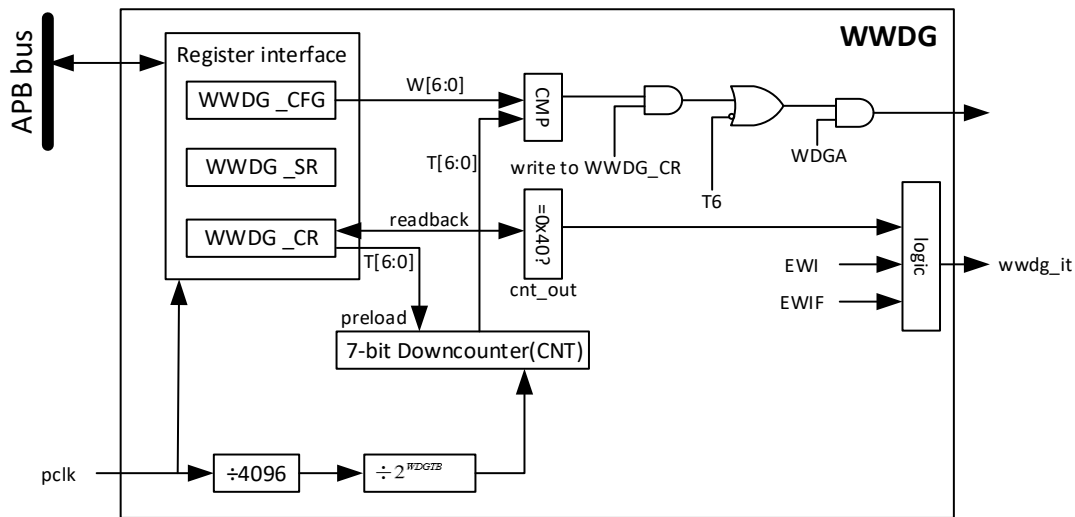 WWDG
APB bus
Register interface
WWDG _CFG
W[6:0]
CMP
write to WWDG_CR
WDGA
T[6:0]
WWDG _SR
T6
readback
=0x40?
WWDG _CR
T[6:0]
logic
EWI
wwdg_it
cnt_out
EWIF
preload
7-bit Downcounter(CNT)
pclk
÷4096
÷2^WDGTB